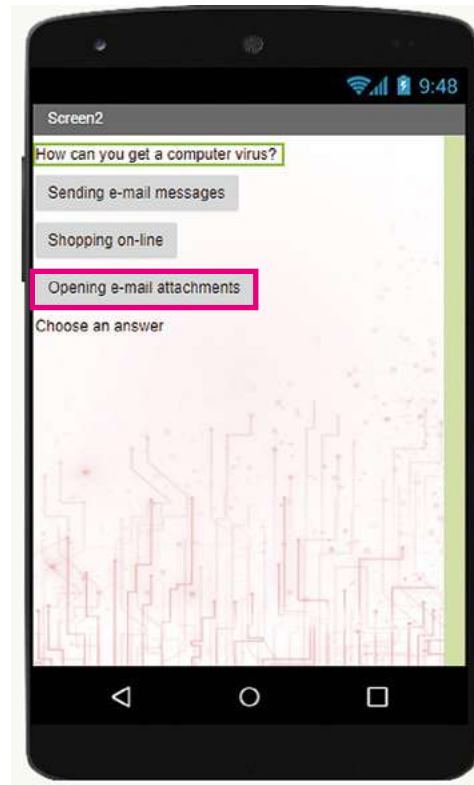 9:48
Screen2
How can you get a computer virus?
Sending e-mail messages
Shopping on-line
Opening e-mail attachments
Choose an answer